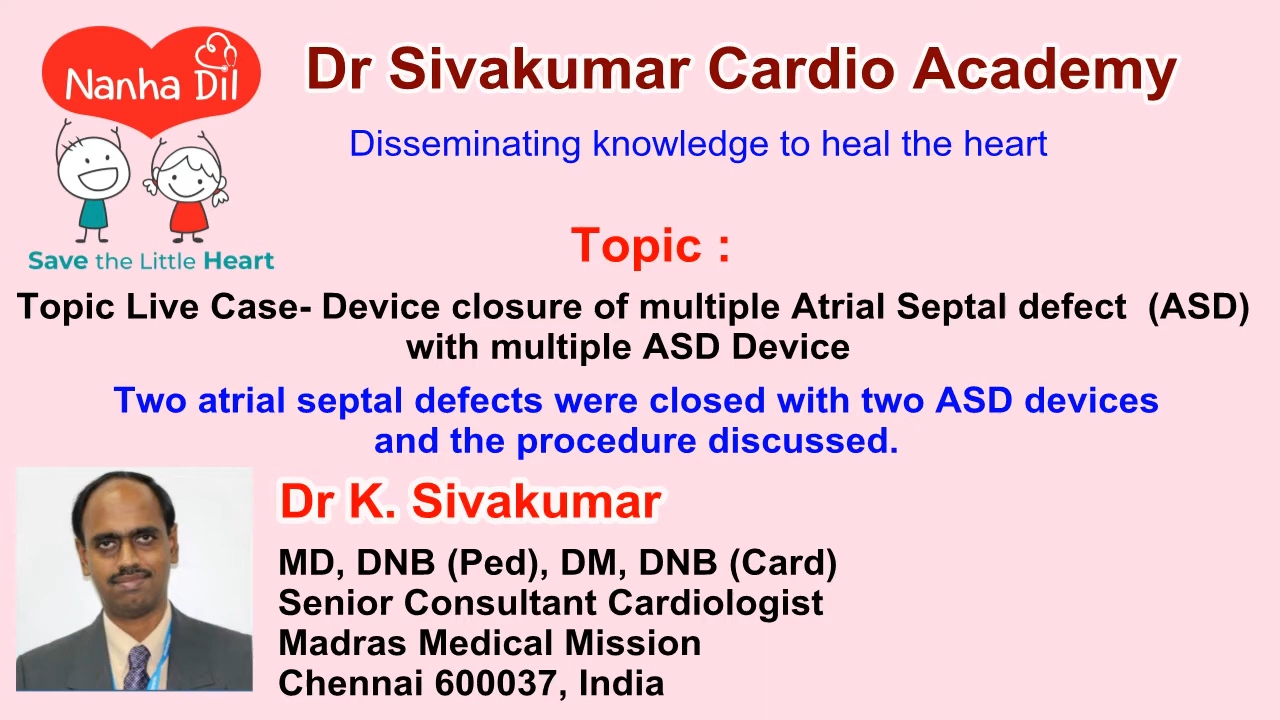 Nanha Dil
Save the Little Heart
Dr Sivakumar Cardio Academy
Disseminating knowledge to heal the heart
Topic :
Topic Live Case- Device closure of multiple Atrial Septal defect (ASD)
with multiple ASD Device
Two atrial septal defects were closed with two ASD devices
and the procedure discussed.
Dr K. Sivakumar
MD, DNB (Ped), DM, DNB (Card)
Senior Consultant Cardiologist
Madras Medical Mission
Chennai 600037, India